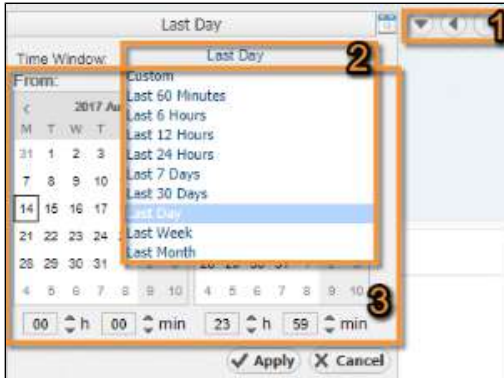 Last Day
1
Time Window: Last Day
2
From:
Custom
Last 60 Minutes
Last 6 Hours
Last 12 Hours
Last 24 Hours
Last 7 Days
Last 30 Days
Last Day
Last Week
Last Month
< 2017 Au
M T W T
31 1 2 3
7 8 9 10
14 15 16 17
21 22 23 24
28 29 30 31
4 5 6 7 8 9 10 4 5 6 7 8 9 10
3
00 h 00 min 23 h 59 min
Apply X Cancel